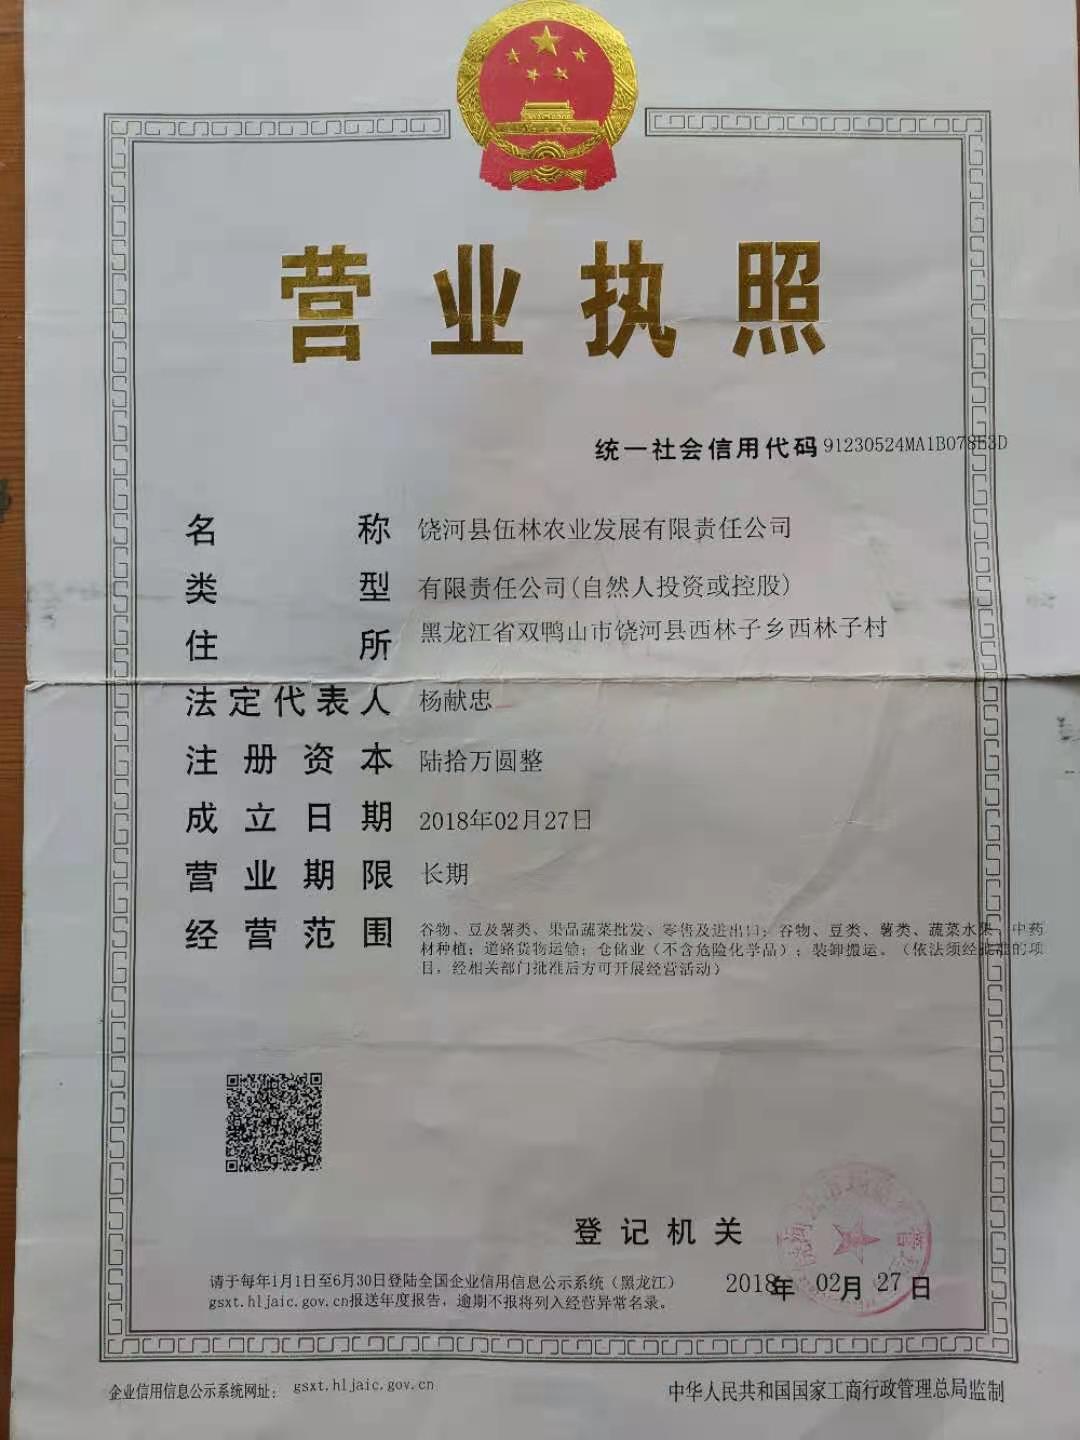 营业执照
统一社会信用代码 91230524MA1B07853D
名称 饶河县伍林农业发展有限责任公司
类型 有限责任公司(自然人投资或控股)
住所 黑龙江省双鸭山市饶河县西林子乡西林子村
法定代表人 杨献忠
注册资本 陆拾万圆整
成立日期 2018年02月27日
营业期限 长期
经营范围 谷物、豆及薯类、果品蔬菜批发、零售及进出口;谷物、豆类、薯类、蔬菜水果、中药
材种植;道路货物运输;仓储业(不含危险化学品);装卸搬运。(依法须经批准的项
目,经相关部门批准后方可开展经营活动)
登记机关
2018年 02月 27日
请于每年1月1日至6月30日登陆全国企业信用信息公示系统(黑龙江)
gsxt.hljaic.gov.cn报送年度报告,逾期不报将列入经营异常名录。
企业信用信息公示系统网址: gsxt.hljaic.gov.cn
中华人民共和国国家工商行政管理总局监制